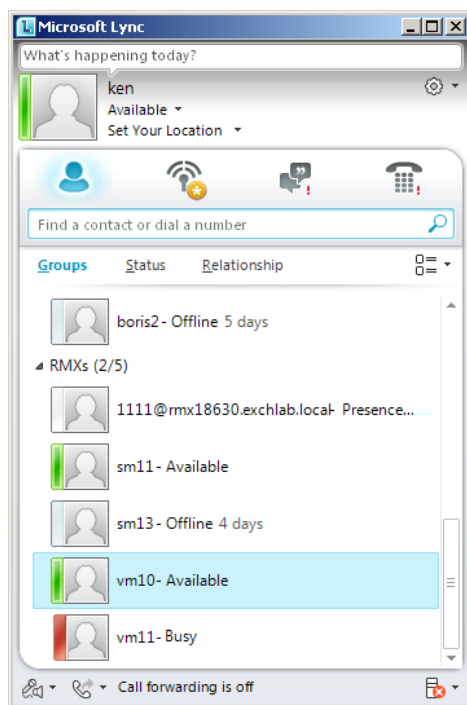 Microsoft Lync
What's happening today?
ken
Available
Set Your Location
Find a contact or dial a number
Groups Status Relationship
boris2 - Offline 5 days
RMXs (2/5)
1111@rmx18630.exchlab.local- Presence...
sm11 - Available
sm13 - Offline 4 days
vm10- Available
vm11- Busy
Call forwarding is off